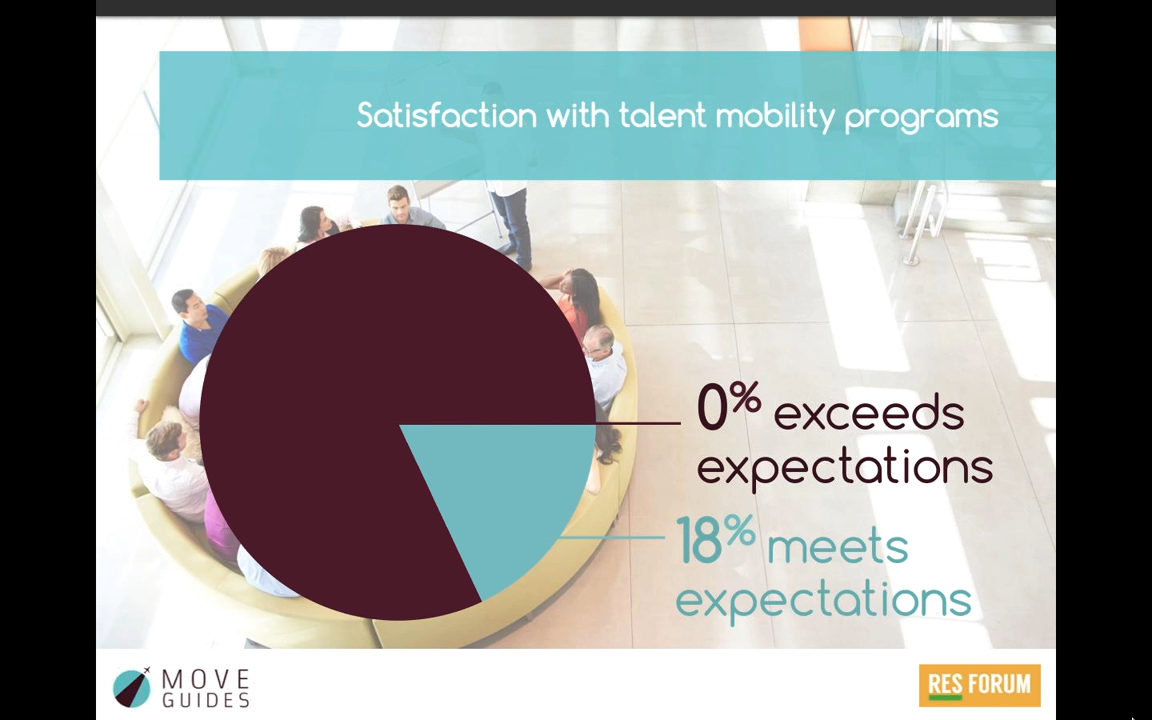 Satisfaction with talent mobility programs
0% exceeds
expectations
18% meets
expectations
MOVE
GUIDES
RES FORUM